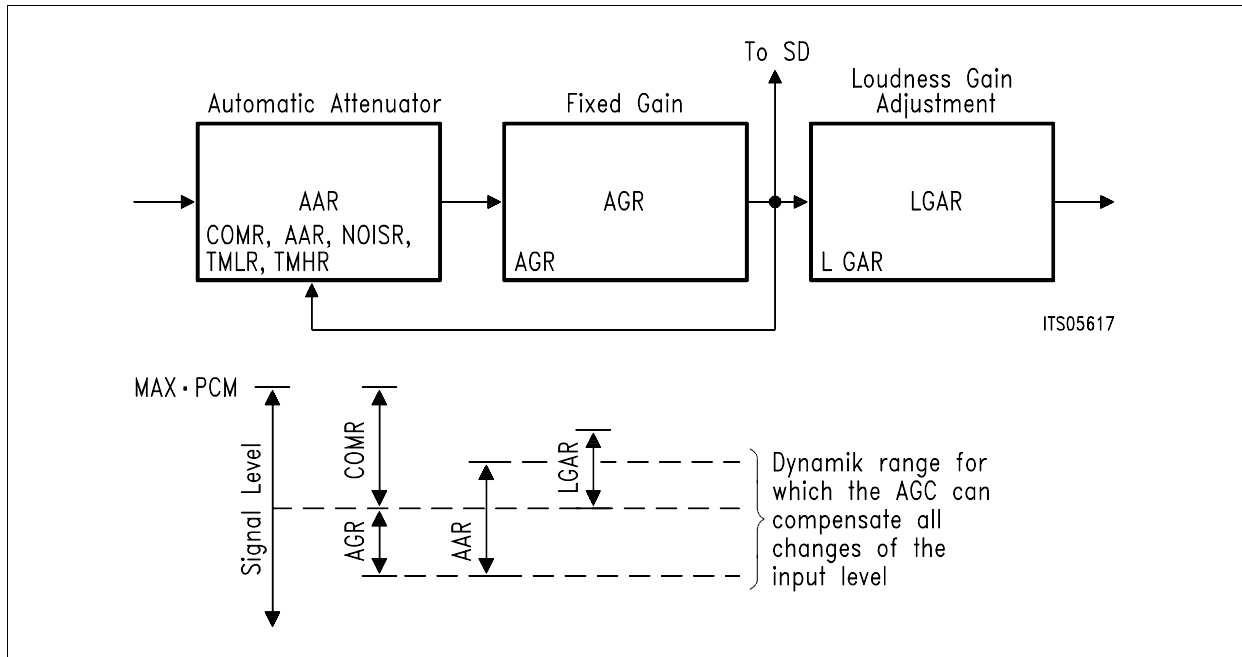 To SD
Automatic Attenuator
Fixed Gain
Loudness Gain
Adjustment
AAR
COMR, AAR, NOISR,
TMLR, TMHR
AGR
AGR
LGAR
L GAR
ITS05617
MAX·PCM
Signal Level
COMR
AGR
AAR
LGAR
Dynamik range for
which the AGC can
compensate all
changes of the
input level